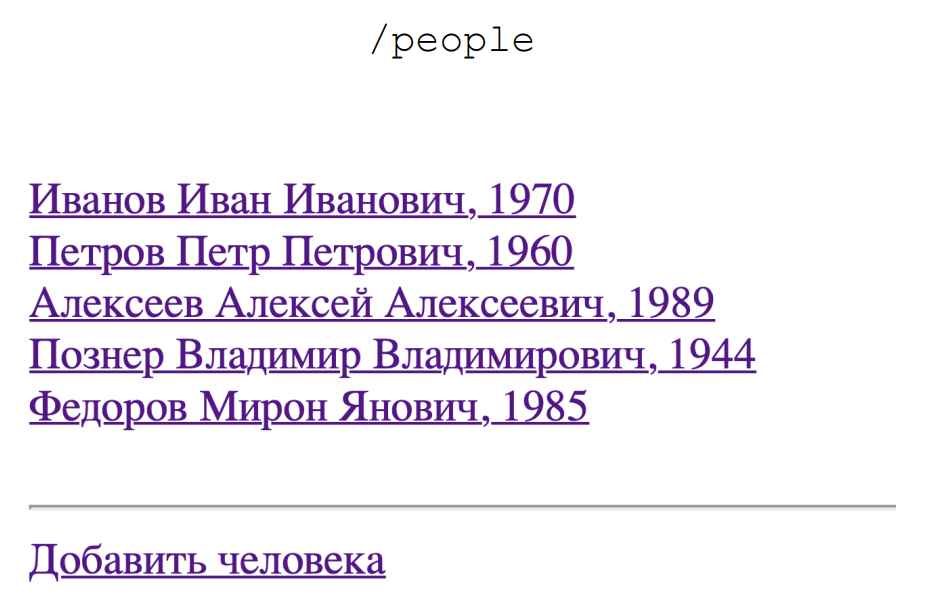 /people
Иванов Иван Иванович, 1970
Петров Петр Петрович, 1960
Алексеев Алексей Алексеевич, 1989
Познер Владимир Владимирович, 1944
Федоров Мирон Янович, 1985
Добавить человека